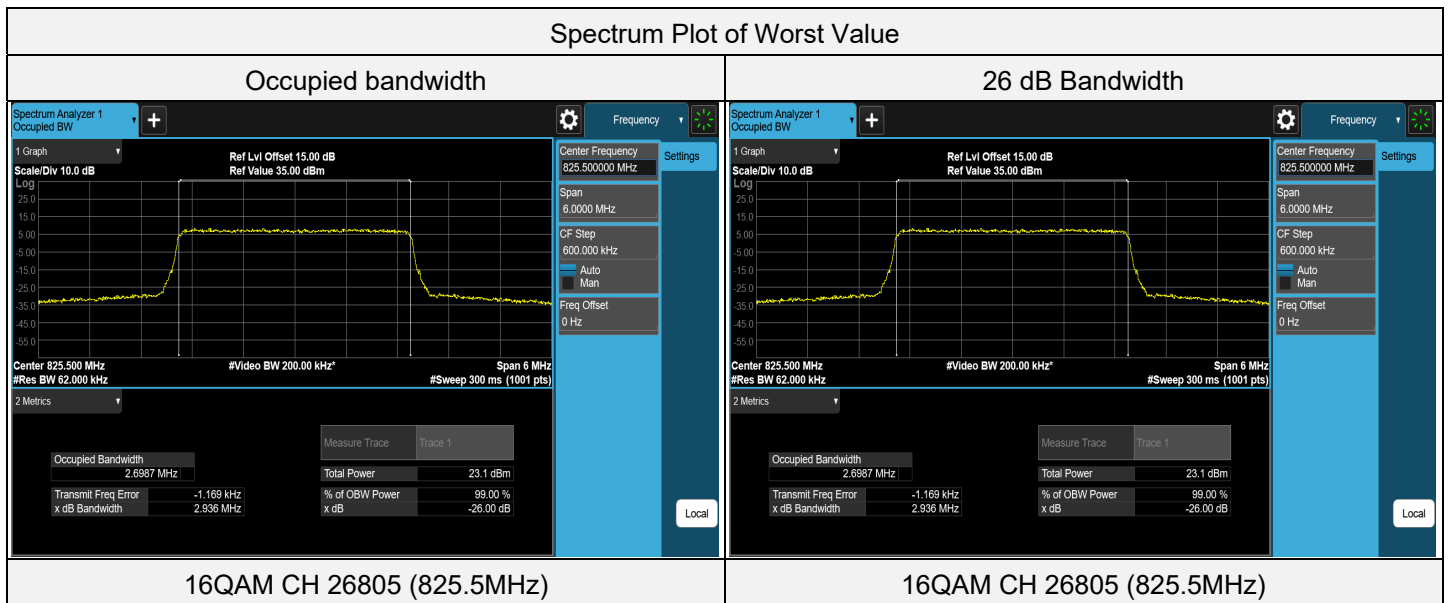 Spectrum Plot of Worst Value
Occupied bandwidth
26 dB Bandwidth
Spectrum Analyzer 1
Occupied BW
+
Frequency
1 Graph
Ref Lvl Offset 15.00 dB
Scale/Div 10.0 dB
Ref Value 35.00 dBm
Log
25.0
15.0
5.00
-5.00
-15.0
-25.0
-35.0
-45.0
-55.0
Center 825.500 MHz
#Video BW 200.00 kHz*
Span 6 MHz
#Res BW 62.000 kHz
#Sweep 300 ms (1001 pts)
Center Frequency
825.500000 MHz
Settings
Span
6.0000 MHz
CF Step
600.000 kHz
Auto
Man
Freq Offset
0 Hz
2 Metrics
Measure Trace Trace 1
Occupied Bandwidth
2.6987 MHz
Total Power 23.1 dBm
Transmit Freq Error -1.169 kHz
% of OBW Power 99.00 %
x dB Bandwidth 2.936 MHz
x dB -26.00 dB
Local
Spectrum Analyzer 1
Occupied BW
+
Frequency
1 Graph
Ref Lvl Offset 15.00 dB
Scale/Div 10.0 dB
Ref Value 35.00 dBm
Log
25.0
15.0
5.00
-5.00
-15.0
-25.0
-35.0
-45.0
-55.0
Center 825.500 MHz
#Video BW 200.00 kHz*
Span 6 MHz
#Res BW 62.000 kHz
#Sweep 300 ms (1001 pts)
Center Frequency
825.500000 MHz
Settings
Span
6.0000 MHz
CF Step
600.000 kHz
Auto
Man
Freq Offset
0 Hz
2 Metrics
Measure Trace Trace 1
Occupied Bandwidth
2.6987 MHz
Total Power 23.1 dBm
Transmit Freq Error -1.169 kHz
% of OBW Power 99.00 %
x dB Bandwidth 2.936 MHz
x dB -26.00 dB
Local
16QAM CH 26805 (825.5MHz)
16QAM CH 26805 (825.5MHz)